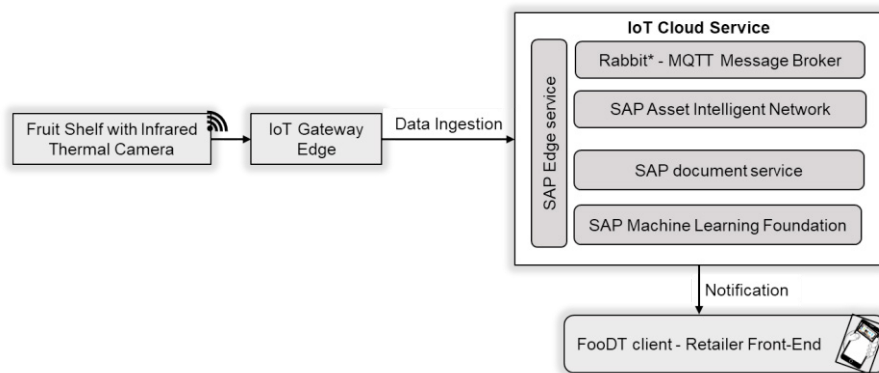 IoT Cloud Service
Rabbit* - MQTT Message Broker
SAP Asset Intelligent Network
SAP document service
SAP Machine Learning Foundation
SAP Edge service
Fruit Shelf with Infrared
Thermal Camera
IoT Gateway
Edge
Data Ingestion
Notification
FooDT client - Retailer Front-End